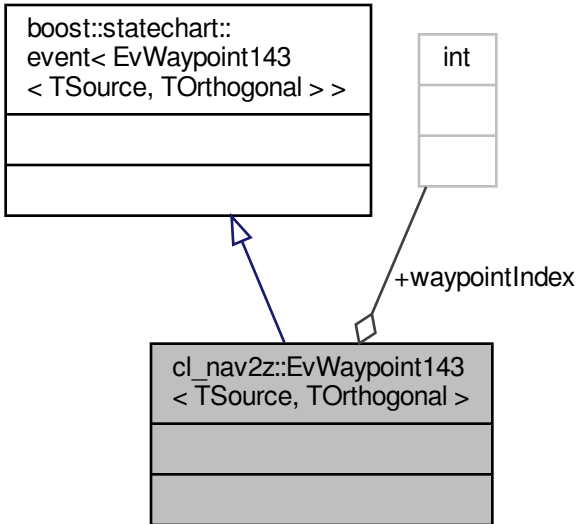 boost::statechart::
event< EvWaypoint143
< TSource, TOrthogonal > >
int
+waypointIndex
cl_nav2z::EvWaypoint143
< TSource, TOrthogonal >